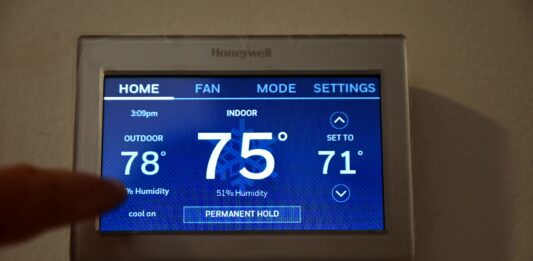 Honeywell
HOME FAN MODE SETTINGS
3:09pm
INDOOR
OUTDOOR
78°
75°
SET TO
71°
% Humidity
51% Humidity
cool on
PERMANENT HOLD